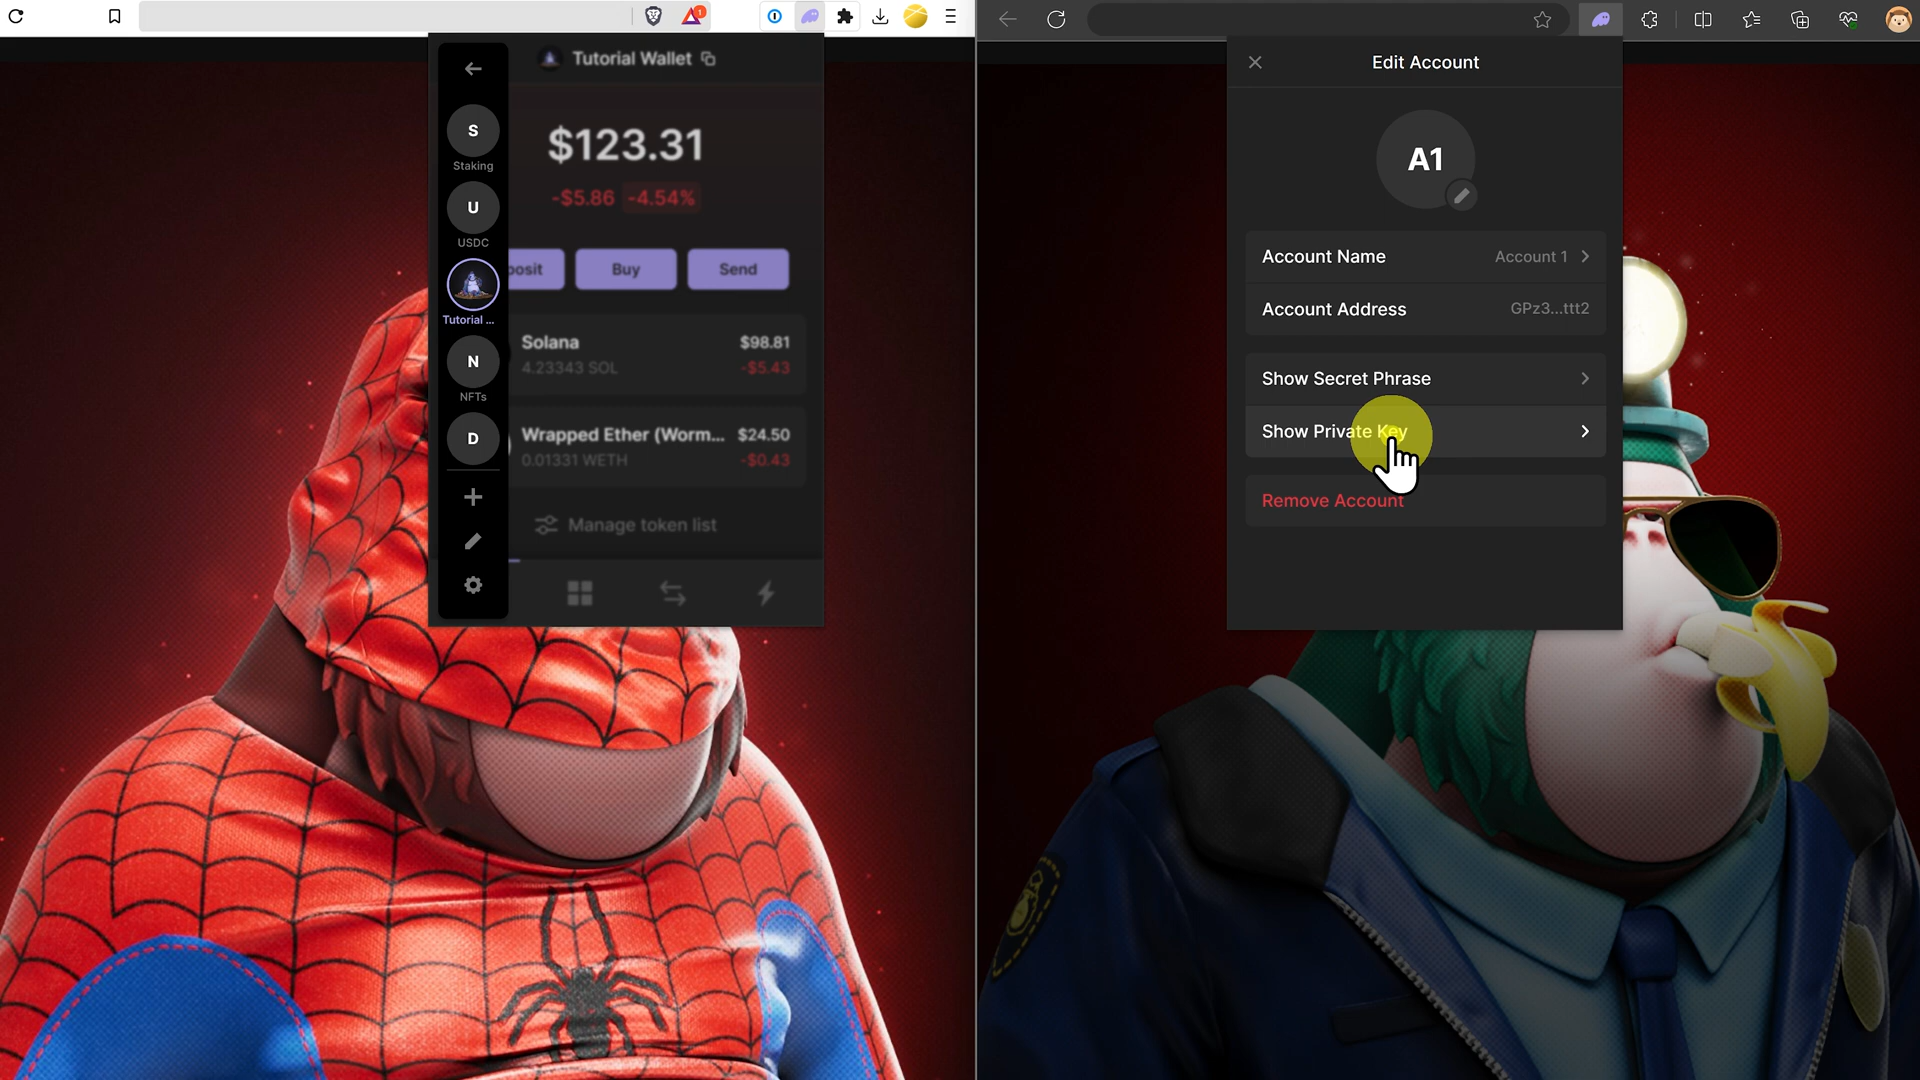 1
Tutorial Wallet
S
Staking
$123.31
-$5.86 -4.54%
U
USDC
posit
Buy
Send
Tutorial ...
Solana
$98.81
4.23343 SOL
-$5.43
N
NFTs
Wrapped Ether (Worm...
$24.50
0.01331 WETH
-$0.43
D
Manage token list
Edit Account
A1
Account Name
Account 1
Account Address
GPz3...ttt2
Show Secret Phrase
Show Private Key
Remove Account